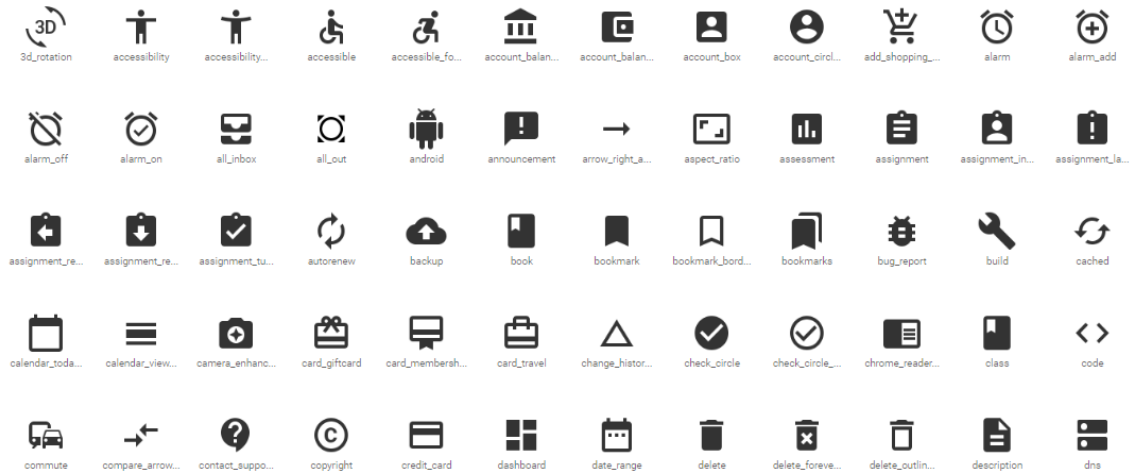 3D
3d_rotation accessibility accessibility... accessible accessible_fo... account_balan... account_balan... account_box account_circl... add_shopping_... alarm alarm_add
alarm_off alarm_on all_inbox all_out android announcement arrow_right_a... aspect_ratio assessment assignment assignment_in... assignment_la...
assignment_re... assignment_re... assignment_tu... autorenew backup book bookmark bookmark_bord... bookmarks bug_report build cached
calendar_toda... calendar_view... camera_enhanc... card_giftcard card_membersh... card_travel change_histor... check_circle check_circle_... chrome_reader... class code
commute compare_arrow... contact_suppo... copyright credit_card dashboard date_range delete delete_foreve... delete_outlin... description dns